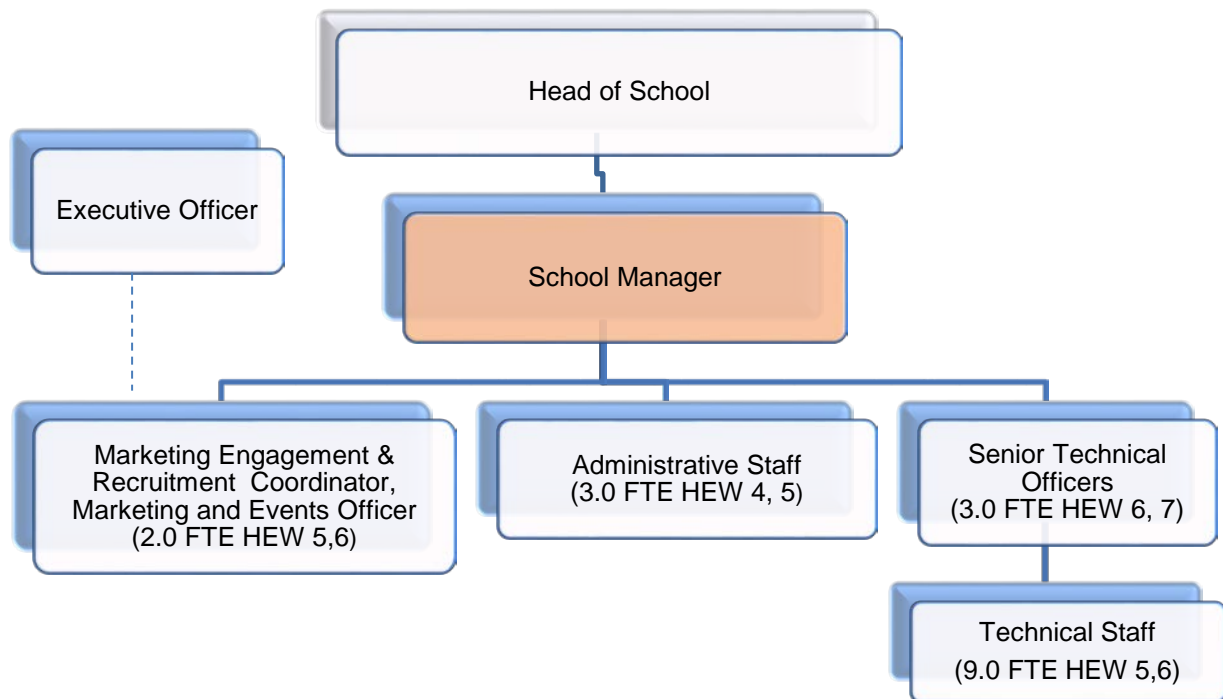 Head of School
Executive Officer
School Manager
Marketing Engagement &
Recruitment  Coordinator,
Marketing and Events Officer
(2.0 FTE HEW 5,6)
Administrative Staff
(3.0 FTE HEW 4, 5)
Senior Technical
Officers
(3.0 FTE HEW 6, 7)
Technical Staff
(9.0 FTE HEW 5,6)